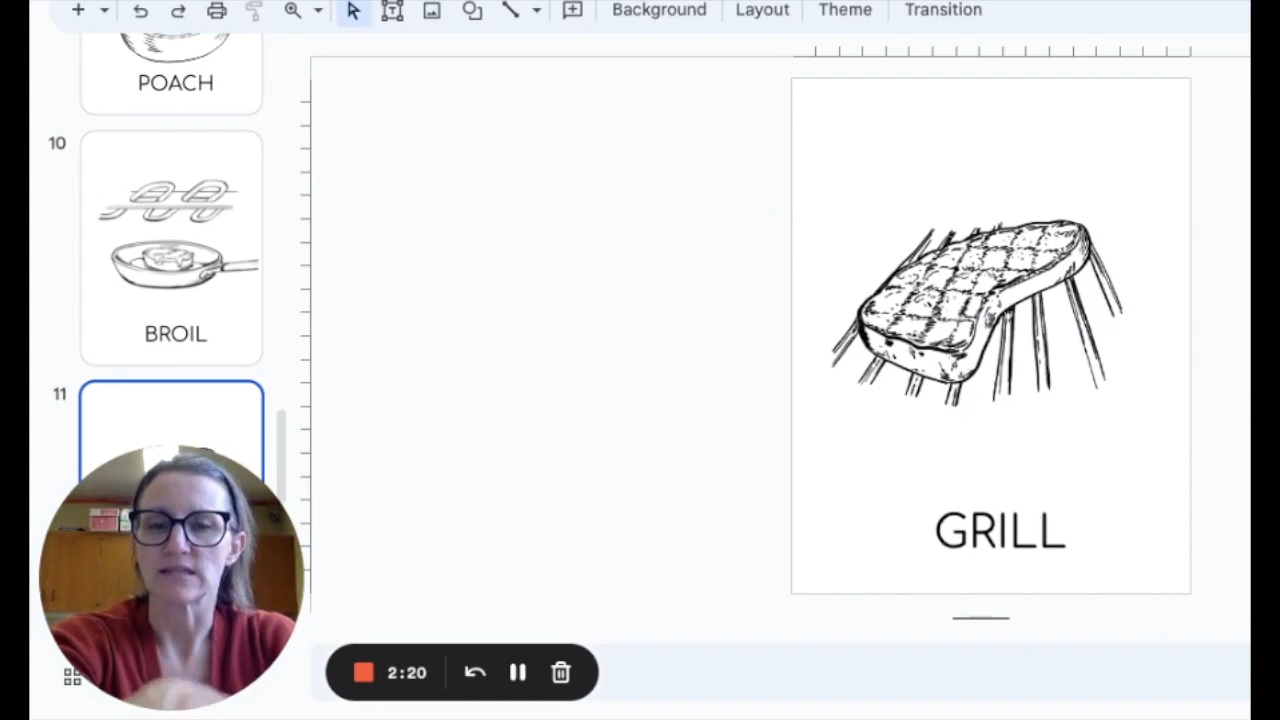 Background Layout Theme Transition
POACH
10
BROIL
11
GRILL
2:20